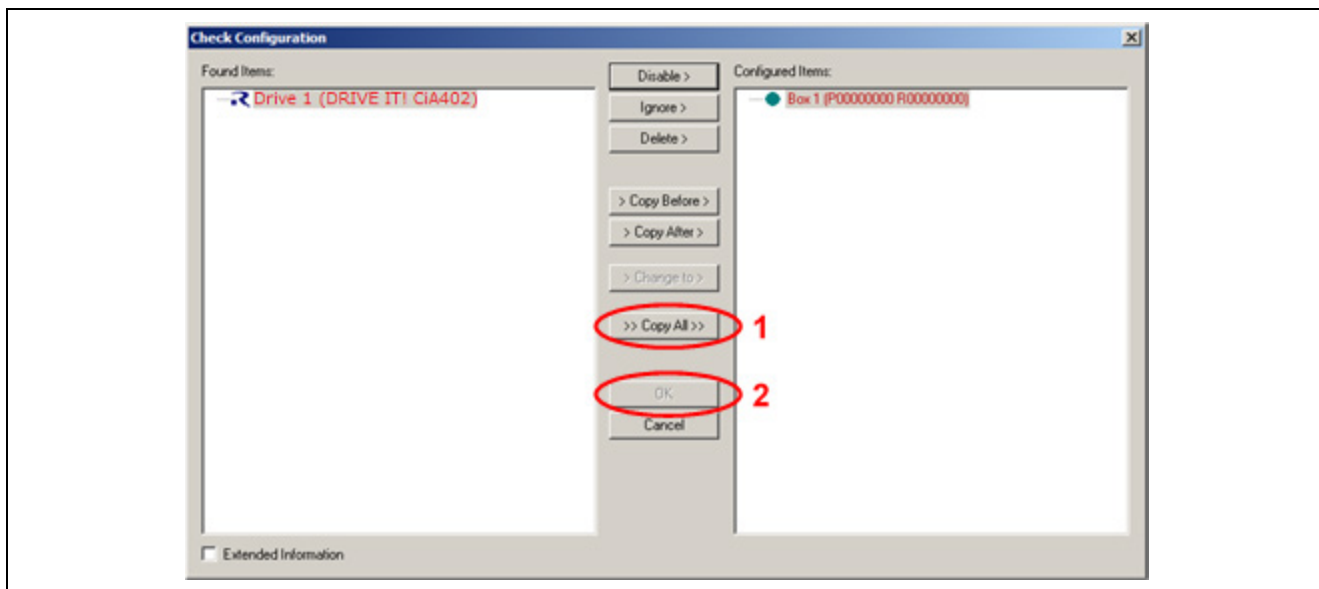 Check Configuration
Found Items:
Drive 1 (DRIVE IT! CiA402)
Disable >
Ignore >
Delete >
> Copy Before >
> Copy After >
> Change to >
>> Copy All >>
1
OK
2
Cancel
Configured Items:
Box 1 (P00000000 R00000000)
Extended Information